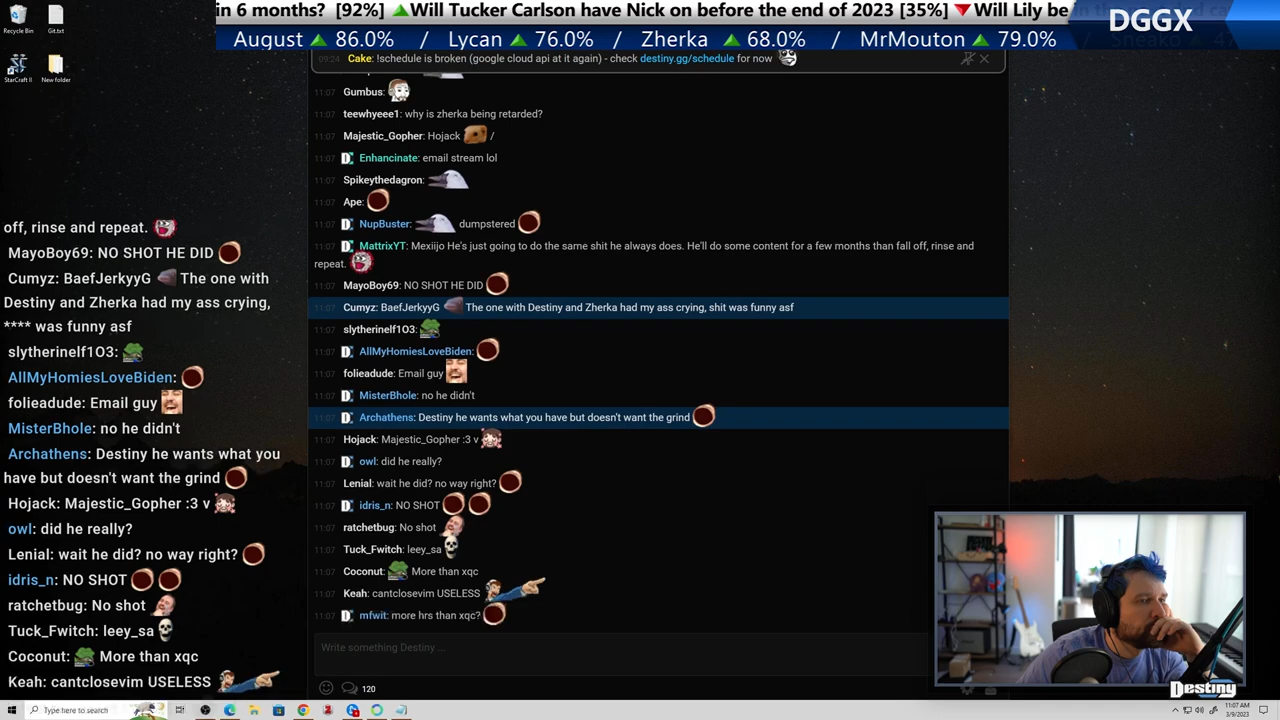 in 6 months? [92%] Will Tucker Carlson have Nick on before the end of 2023 [35%] Will Lily be
DGGX
August 86.0% / Lycan 76.0% / Zherka 68.0% / MrMouton 79.0%
Recycle Bin
Git.txt
StarCraft II
New folder
09:24 Cake: !schedule is broken (google cloud api at it again) - check destiny.gg/schedule for now
11:07 Gumbus:
11:07 teewhyeee1: why is zherka being retarded?
11:07 Majestic_Gopher: Hojack /
11:07 Enhancinate: email stream lol
11:07 Spikeythedagron:
11:07 Ape:
11:07 NupBuster: dumpstered
11:07 MattrixYT: Mexiijo He's just going to do the same shit he always does. He'll do some content for a few months than fall off, rinse and
repeat.
11:07 MayoBoy69: NO SHOT HE DID
11:07 Cumyz: BaefJerkyyG The one with Destiny and Zherka had my ass crying, shit was funny asf
11:07 slytherinelf1O3:
11:07 AllMyHomiesLoveBiden:
11:07 folieadude: Email guy
11:07 MisterBhole: no he didn't
11:07 Archathens: Destiny he wants what you have but doesn't want the grind
11:07 Hojack: Majestic_Gopher :3 v
11:07 owl: did he really?
11:07 Lenial: wait he did? no way right?
11:07 idris_n: NO SHOT
11:07 ratchetbug: No shot
11:07 Tuck_Fwitch: leey_sa
11:07 Coconut: More than xqc
11:07 Keah: cantclosevim USELESS
11:07 mfwit: more hrs than xqc?
Write something Destiny ...
120
off, rinse and repeat.
MayoBoy69: NO SHOT HE DID
Cumyz: BaefJerkyyG The one with
Destiny and Zherka had my ass crying,
**** was funny asf
slytherinelf1O3:
AllMyHomiesLoveBiden:
folieadude: Email guy
MisterBhole: no he didn't
Archathens: Destiny he wants what you
have but doesn't want the grind
Hojack: Majestic_Gopher :3 v
owl: did he really?
Lenial: wait he did? no way right?
idris_n: NO SHOT
ratchetbug: No shot
Tuck_Fwitch: leey_sa
Coconut: More than xqc
Keah: cantclosevim USELESS
Destiny
Type here to search
11:07 AM
3/9/2023